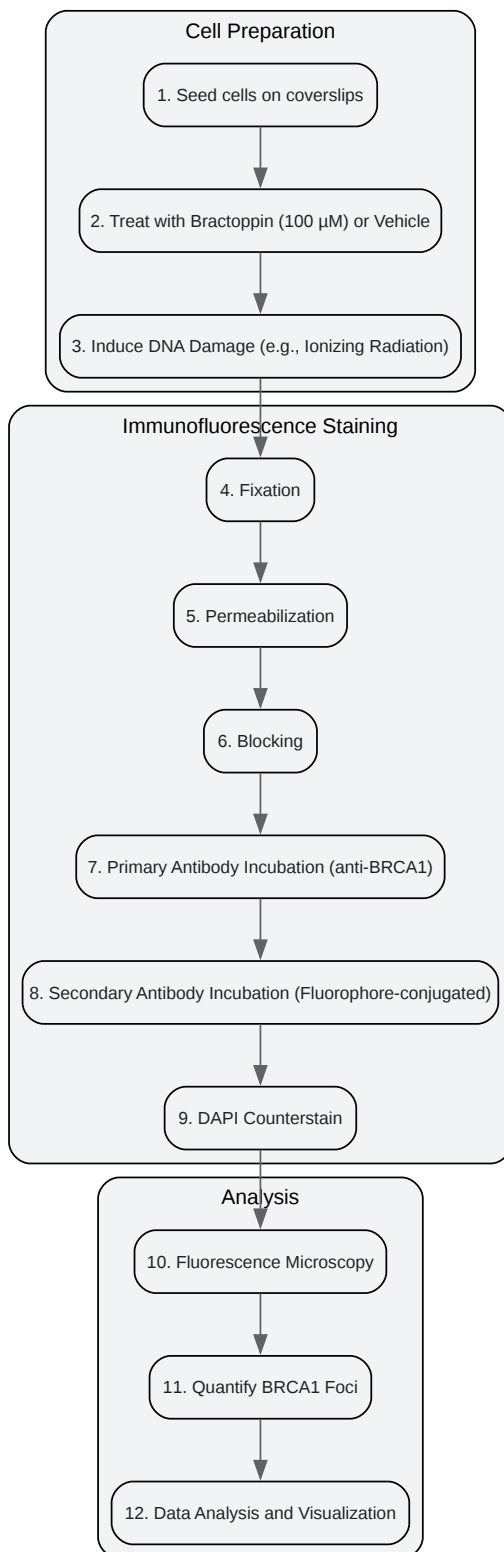 Cell Preparation
1. Seed cells on coverslips
2. Treat with Bractoppin (100 µM) or Vehicle
3. Induce DNA Damage (e.g., Ionizing Radiation)
Immunofluorescence Staining
4. Fixation
5. Permeabilization
6. Blocking
7. Primary Antibody Incubation (anti-BRCA1)
8. Secondary Antibody Incubation (Fluorophore-conjugated)
9. DAPI Counterstain
Analysis
10. Fluorescence Microscopy
11. Quantify BRCA1 Foci
12. Data Analysis and Visualization